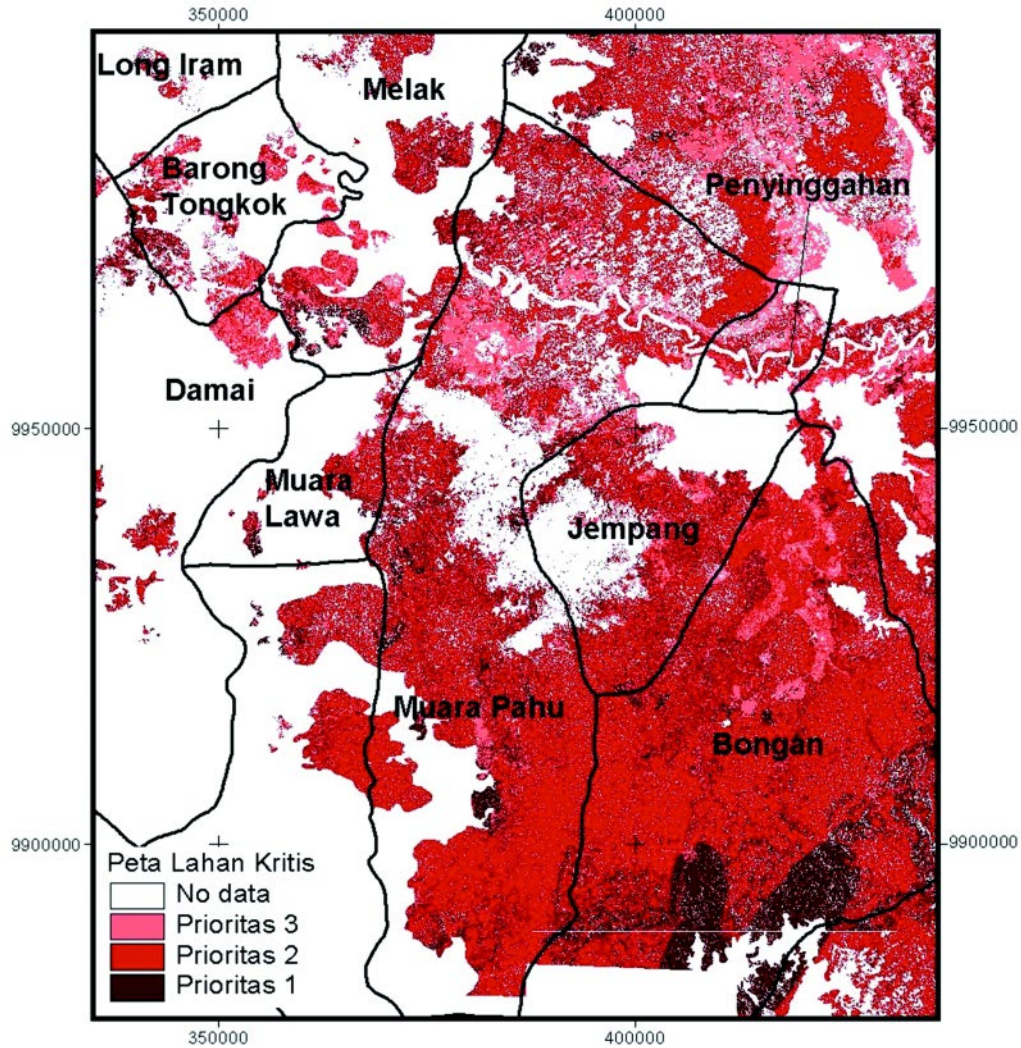 350000 400000
Long Iram
Melak
Barong
Tongkok
Penyinggahan
Damai
9950000 9950000
Muara
Lawa
Jempang
Muara Pahu
Bongan
9900000 9900000
Peta Lahan Kritis
No data
Prioritas 3
Prioritas 2
Prioritas 1
350000 400000